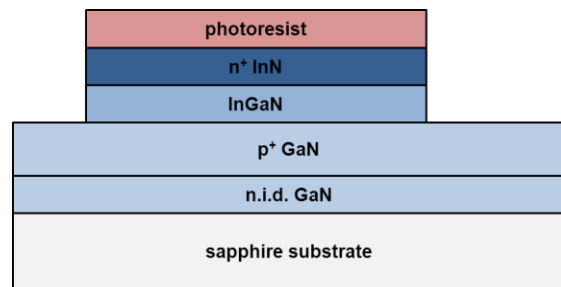 photoresist
n⁺ InN
InGaN
p⁺ GaN
n.i.d. GaN
sapphire substrate